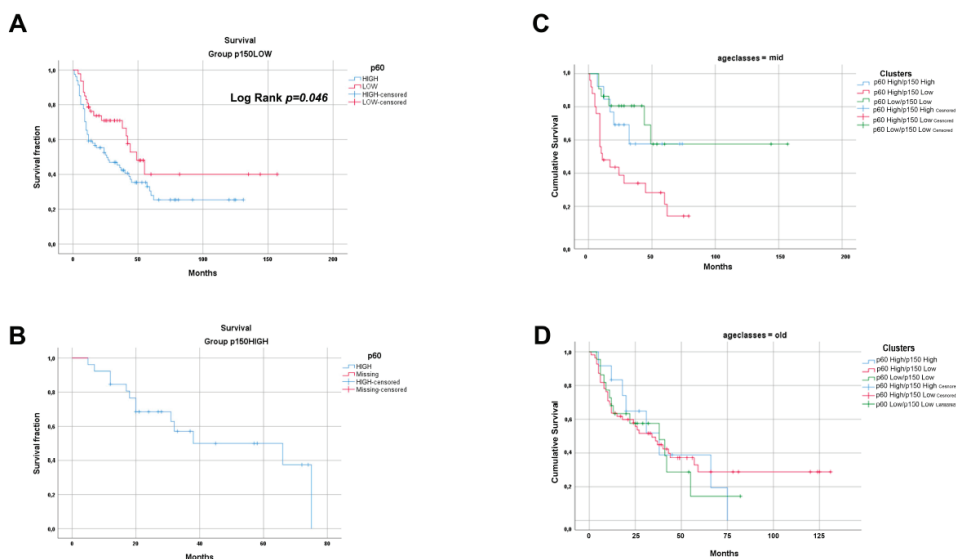 A
Survival
Group p150LOW
p60
HIGH
LOW
HIGH-censored
LOW-censored
Log Rank p=0.046
Survival fraction
1,0
0,8
0,6
0,4
0,2
0,0
0
50
100
150
200
Months
B
Survival
Group p150HIGH
p60
HIGH
Missing
HIGH-censored
Missing-censored
Survival fraction
1,0
0,8
0,6
0,4
0,2
0,0
0
20
40
60
80
Months
C
ageclasses = mid
Clusters
p60 High/p150 High
p60 High/p150 Low
p60 Low/p150 Low
p60 High/p150 High Censored
p60 High/p150 Low Censored
p60 Low/p150 Low Censored
Cumulative Survival
1,0
0,8
0,6
0,4
0,2
0,0
0
50
100
150
200
Months
D
ageclasses = old
Clusters
p60 High/p150 High
p60 High/p150 Low
p60 Low/p150 Low
p60 High/p150 High Censored
p60 High/p150 Low Censored
p60 Low/p150 Low
Cumulative Survival
1,0
0,8
0,6
0,4
0,2
0,0
0
25
50
75
100
125
Months